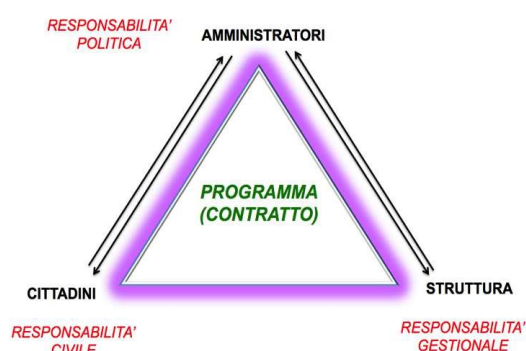 RESPONSABILITA'
POLITICA
AMMINISTRATORI
PROGRAMMA
(CONTRATTO)
CITTADINI
STRUTTURA
RESPONSABILITA'
CIVILE
RESPONSABILITA'
GESTIONALE